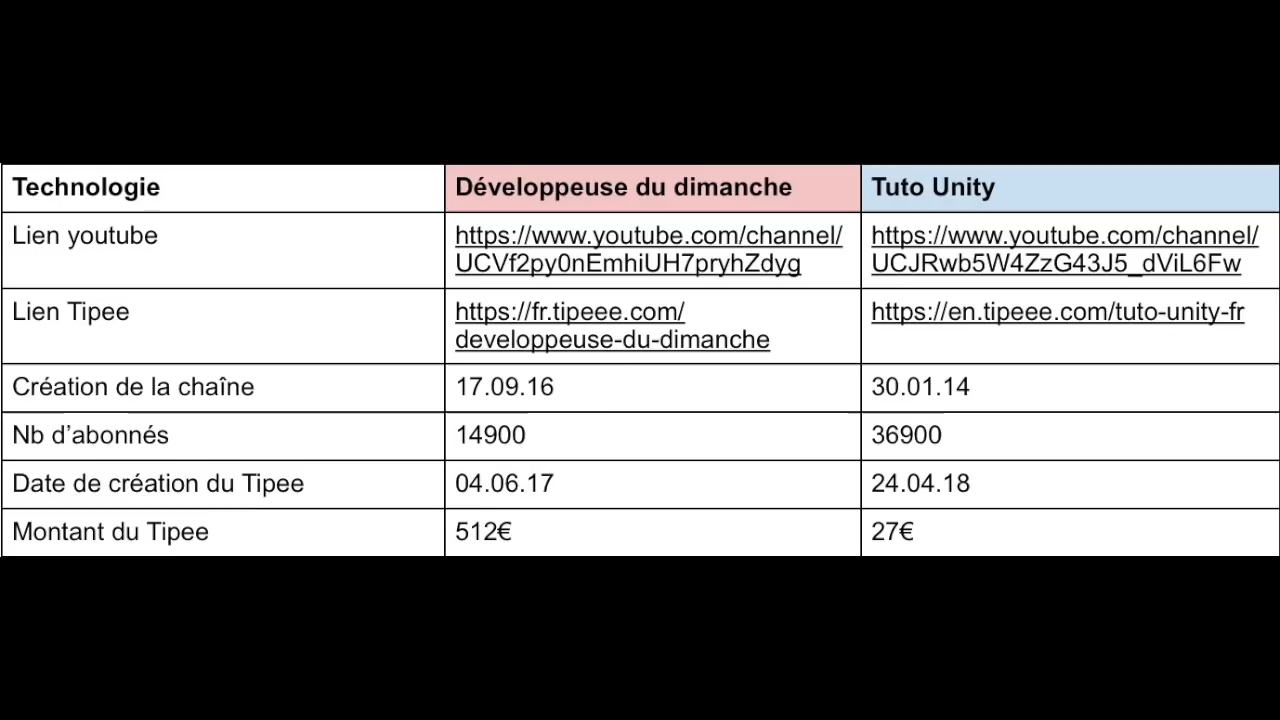 Technologie Développeuse du dimanche Tuto Unity
Lien youtube https://www.youtube.com/channel/ https://www.youtube.com/channel/
UCVf2py0nEmhiUH7pryhZdyg UCJRwb5W4ZzG43J5_dViL6Fw
Lien Tipee https://fr.tipeee.com/ https://en.tipeee.com/tuto-unity-fr
developpeuse-du-dimanche
Création de la chaîne 17.09.16 30.01.14
Nb d’abonnés 14900 36900
Date de création du Tipee 04.06.17 24.04.18
Montant du Tipee 512€ 27€